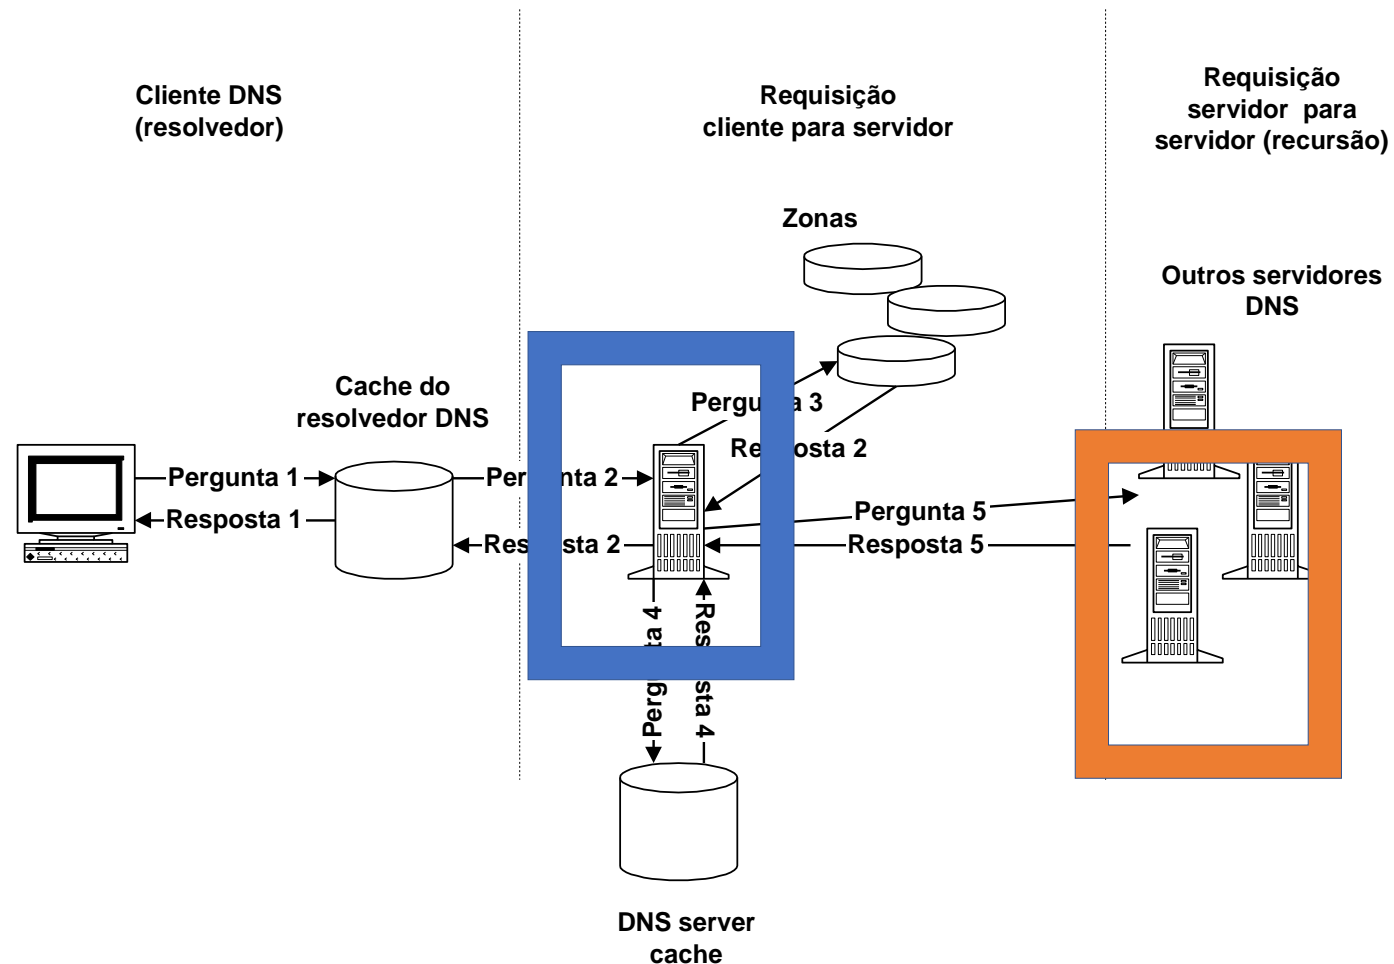 Cliente DNS
(resolvedor)
Requisição
cliente para servidor
Requisição
servidor para
servidor (recursão)
Zonas
Outros servidores
DNS
Cache do
resolvedor DNS
Pergunta 1
Resposta 1
3
Resposta 5
Pergunta 5
DNS server
cache